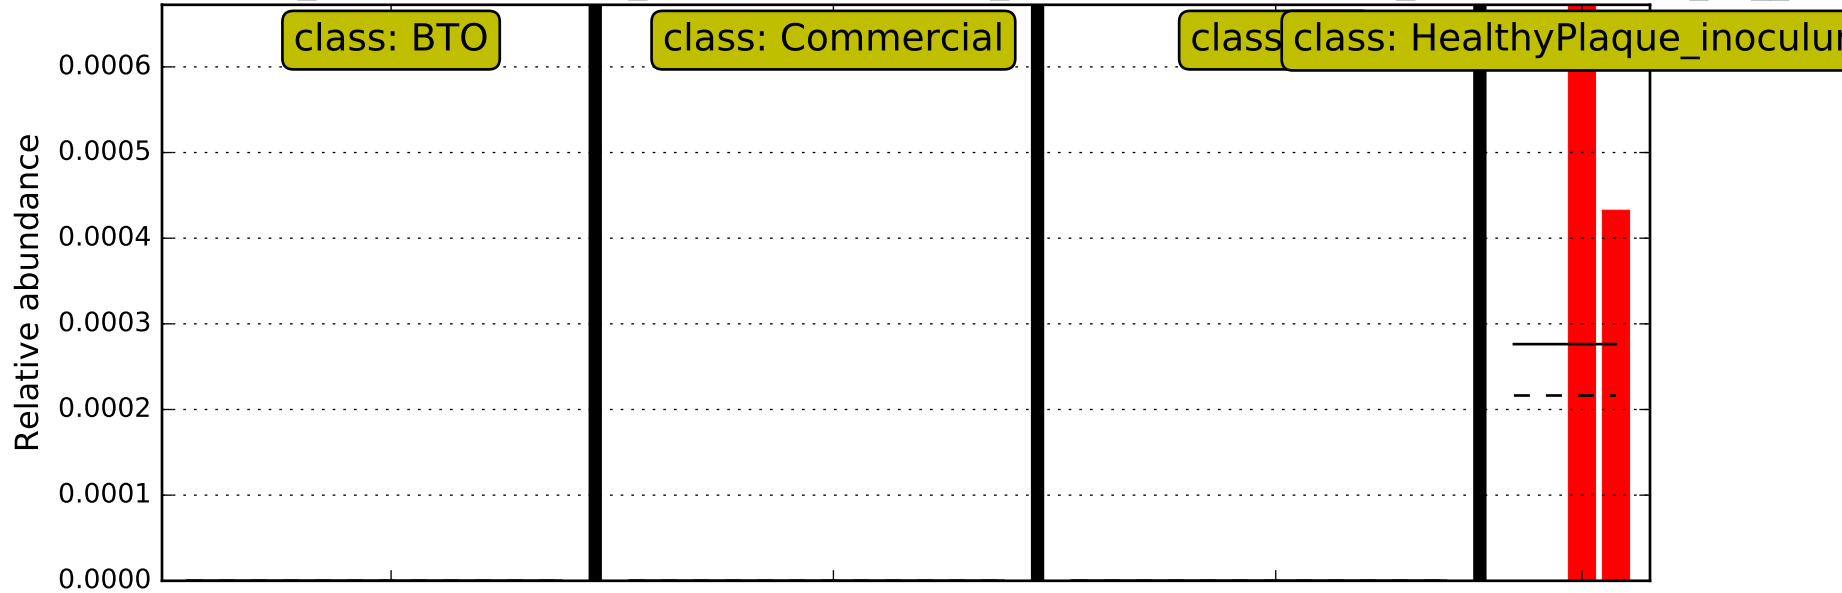 class: BTO
class: Commercial
class
class: HealthyPlaque_inoculu
0.0006
0.0005
0.0004
0.0003
0.0002
0.0001
0.0000
Relative abundance